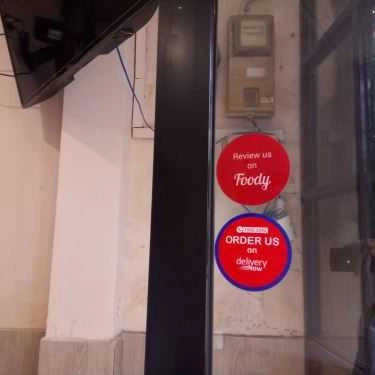 Review us
on
Foody
ORDER US
on
delivery
now